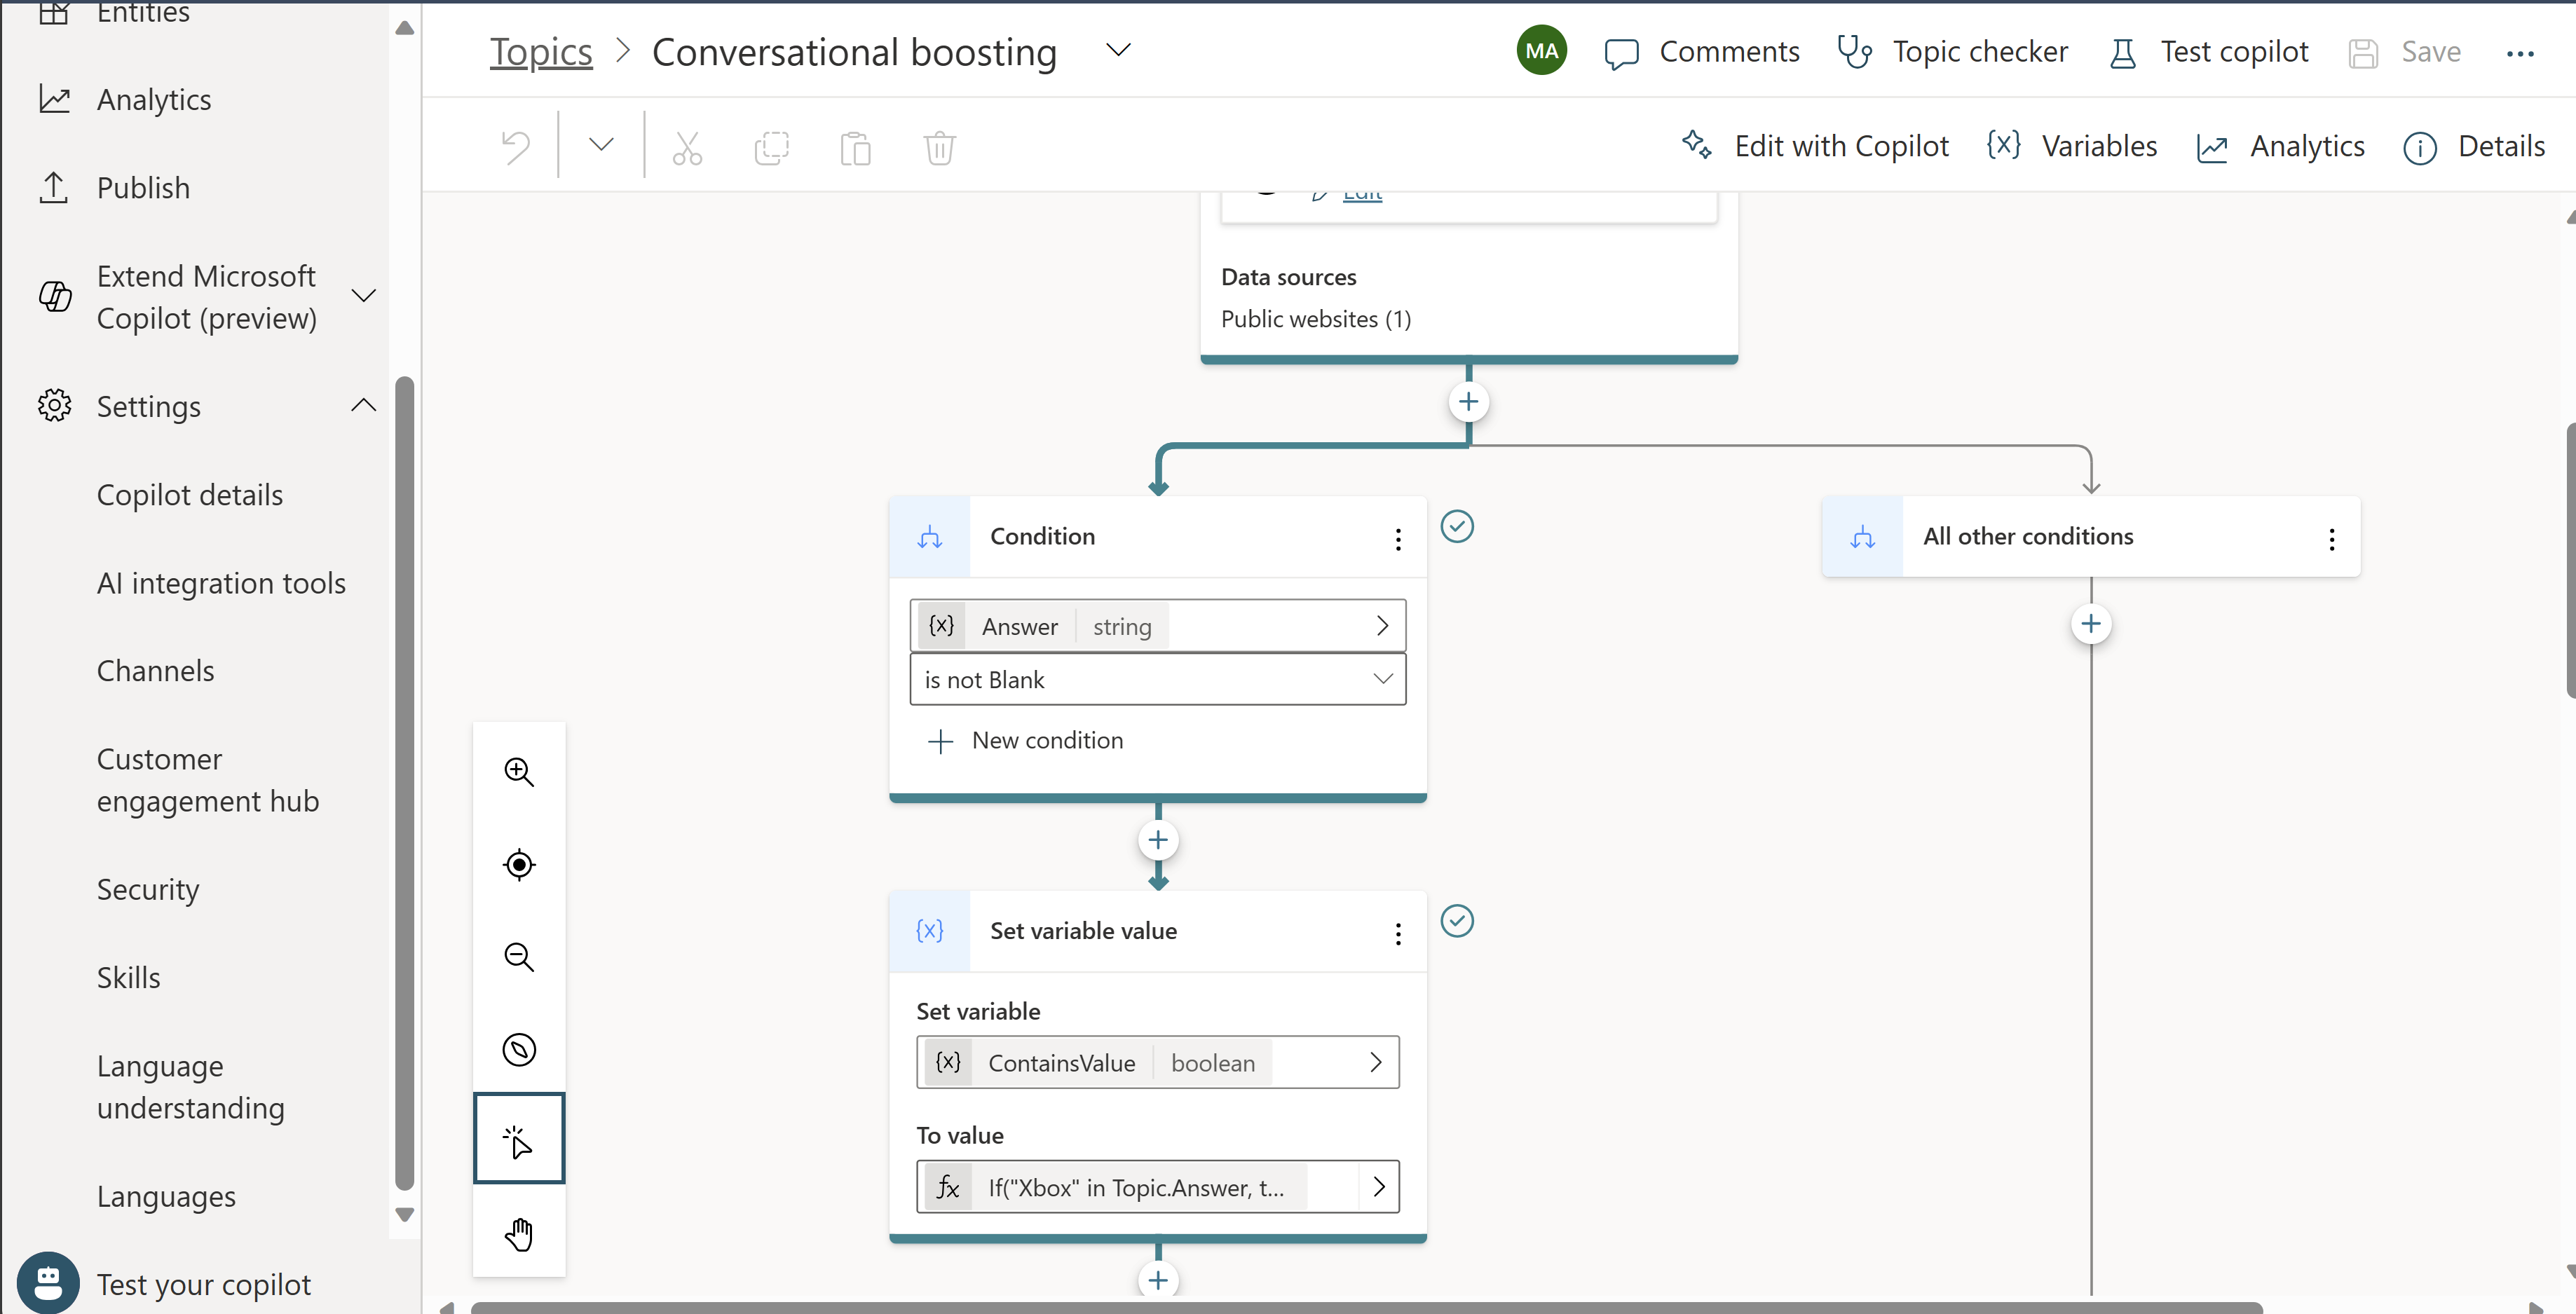 Entities
Analytics
Publish
Extend Microsoft
Copilot (preview)
Settings
Copilot details
AI integration tools
Channels
Customer
engagement hub
Security
Skills
Language
understanding
Languages
Test your copilot
Topics > Conversational boosting
MA Comments Topic checker Test copilot Save ...
Edit with Copilot {x} Variables Analytics Details
Edit
Data sources
Public websites (1)
Condition
{x} Answer string
is not Blank
New condition
All other conditions
{x} Set variable value
Set variable
{x} ContainsValue boolean
To value
fx If("Xbox" in Topic.Answer, t...